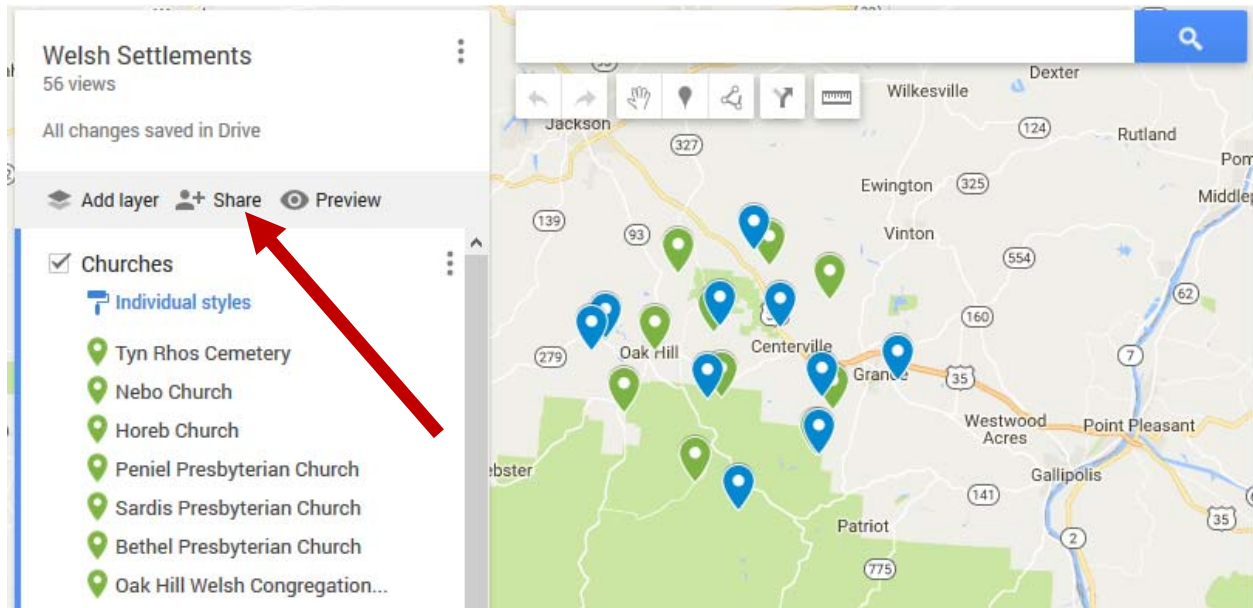 Welsh Settlements
56 views
All changes saved in Drive
Add layer Share Preview
Churches
Individual styles
Tyn Rhos Cemetery
Nebo Church
Horeb Church
Peniel Presbyterian Church
Sardis Presbyterian Church
Bethel Presbyterian Church
Oak Hill Welsh Congregation...
Dexter
Wilkesville
Jackson
124
Rutland
327
Pom
Ewington
325
Middlep
139
93
Vinton
554
62
160
279
Oak Hill
Centerville
7
35
Westwood
Acres
Point Pleasant
ebster
Gallipolis
141
35
Patriot
2
775